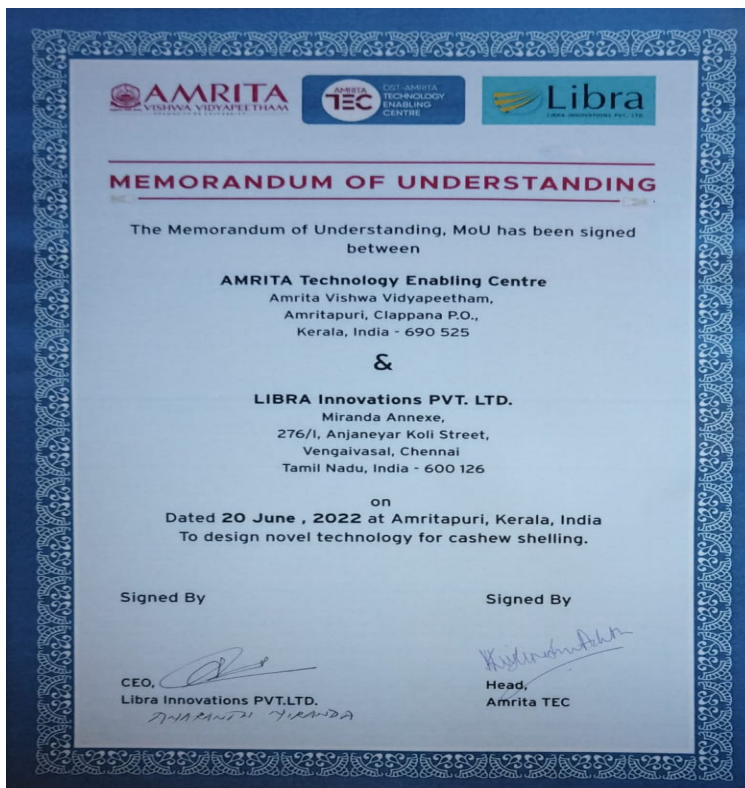 AMRITA
VISHWA VIDYAPEETHAM
AMRITA
TEC
DST-AMRITA
TECHNOLOGY
ENABLING
CENTRE
Libra
LIBRA INNOVATIONS PVT. LTD.
MEMORANDUM OF UNDERSTANDING
The Memorandum of Understanding, MoU has been signed
between
AMRITA Technology Enabling Centre
Amrita Vishwa Vidyapeetham,
Amritapuri, Clappana P.O.,
Kerala, India - 690 525
&
LIBRA Innovations PVT. LTD.
Miranda Annexe,
276/I, Anjaneyar Koli Street,
Vengaivasal, Chennai
Tamil Nadu, India - 600 126
on
Dated 20 June , 2022 at Amritapuri, Kerala, India
To design novel technology for cashew shelling.
Signed By
Signed By
CEO,
Libra Innovations PVT.LTD.
Head,
Amrita TEC